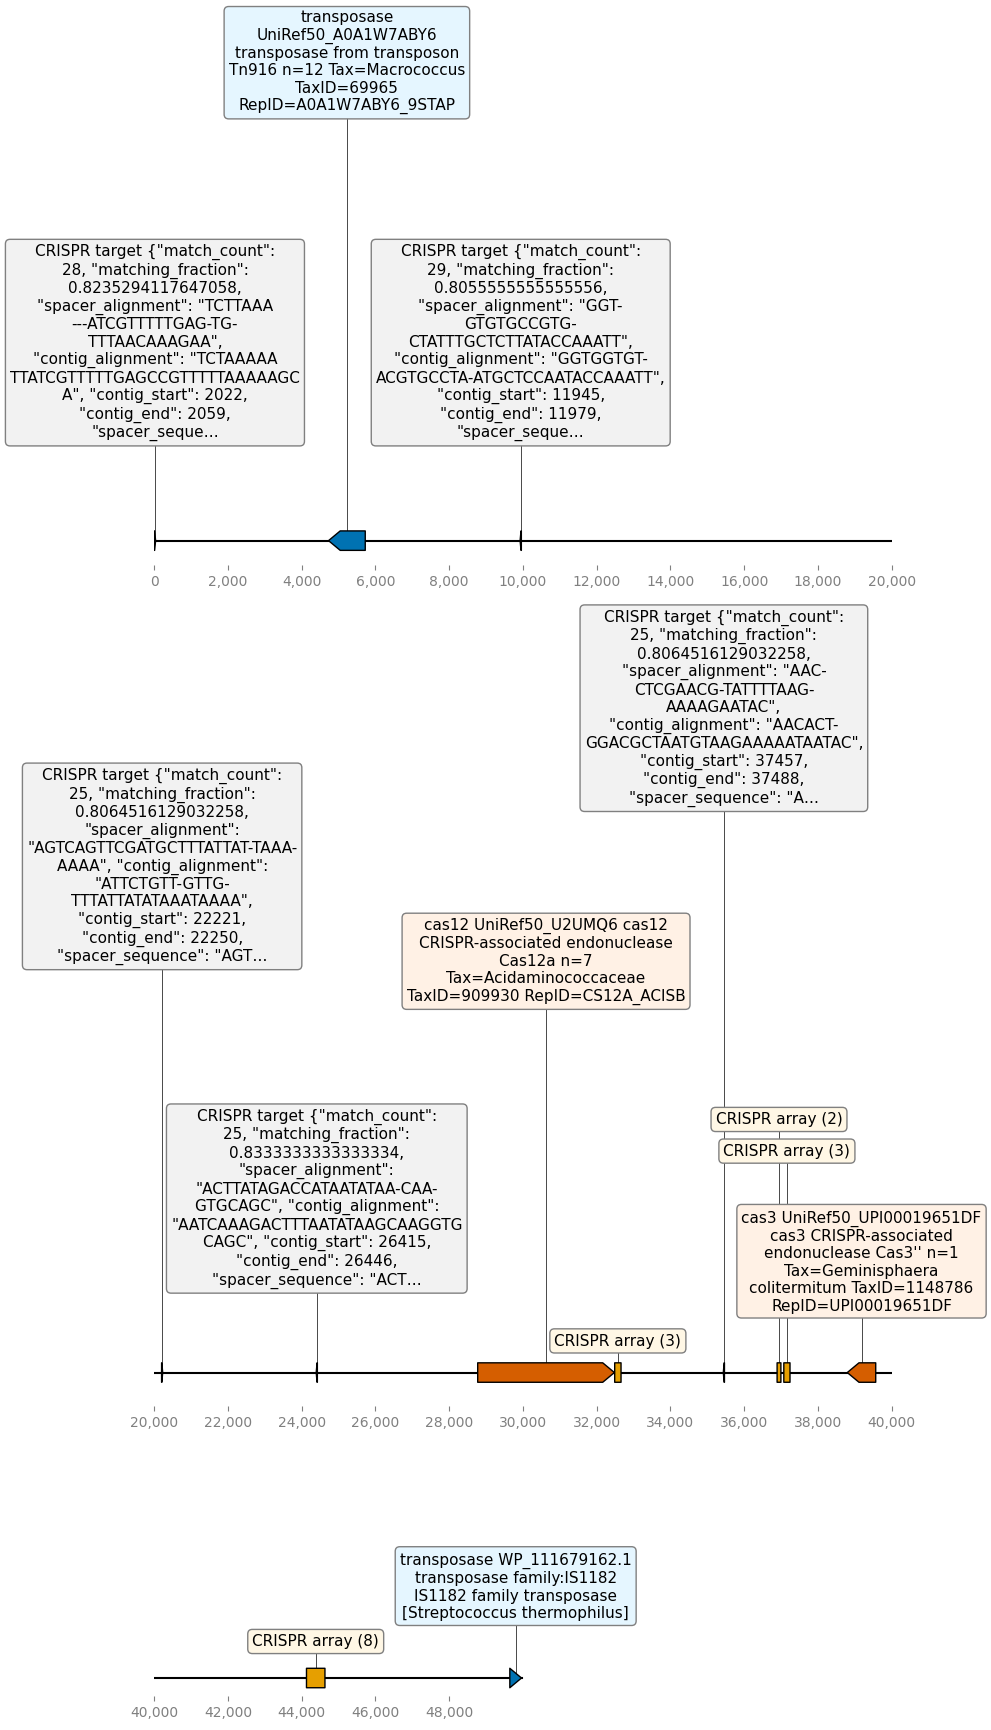 transposase
UniRef50_A0A1W7ABY6
transposase from transposon
Tn916 n=12 Tax=Macrococcus
TaxID=69965
RepID=A0A1W7ABY6_9STAP
CRISPR target {"match_count":
28, "matching_fraction":
0.8235294117647058,
"spacer_alignment": "TCTTAAA
---ATCGTTTTTGAG-TG-
TTTAACAAAGAA",
"contig_alignment": "TCTAAAAA
TTATCGTTTTTGAGCCGTTTTTAAAAAGC
A", "contig_start": 2022,
"contig_end": 2059,
"spacer_seque...
CRISPR target {"match_count":
29, "matching_fraction":
0.8055555555555556,
"spacer_alignment": "GGT-
GTGTGCCGTG-
CTATTTGCTCTTATACCAAATT",
"contig_alignment": "GGTGGTGT-
ACGTGCCTA-ATGCTCCAATACCAAATT",
"contig_start": 11945,
"contig_end": 11979,
"spacer_seque...
0 2,000 4,000 6,000 8,000 10,000 12,000 14,000 16,000 18,000 20,000
CRISPR target {"match_count":
25, "matching_fraction":
0.8064516129032258,
"spacer_alignment": "AAC-
CTCGAACG-TATTTTAAG-
AAAAGAATAC",
"contig_alignment": "AACACT-
GGACGCTAATGTAAGAAAAATAATAC",
"contig_start": 37457,
"contig_end": 37488,
"spacer_sequence": "A...
CRISPR target {"match_count":
25, "matching_fraction":
0.8064516129032258,
"spacer_alignment":
"AGTCAGTTCGATGCTTTATTAT-TAAA-
AAAA", "contig_alignment":
"ATTCTGTT-GTTG-
TTTATTATATAAATAAAA",
"contig_start": 22221,
"contig_end": 22250,
"spacer_sequence": "AGT...
cas12 UniRef50_U2UMQ6 cas12
CRISPR-associated endonuclease
Cas12a n=7
Tax=Acidaminococcaceae
TaxID=909930 RepID=CS12A_ACISB
CRISPR target {"match_count":
25, "matching_fraction":
0.8333333333333334,
"spacer_alignment":
"ACTTATAGACCATAATATAA-CAA-
GTGCAGC", "contig_alignment":
"AATCAAAGACTTTAATATAAGCAAGGTG
CAGC", "contig_start": 26415,
"contig_end": 26446,
"spacer_sequence": "ACT...
CRISPR array (2)
CRISPR array (3)
cas3 UniRef50_UPI00019651DF
cas3 CRISPR-associated
endonuclease Cas3'' n=1
Tax=Geminisphaera
colitermitum TaxID=1148786
RepID=UPI00019651DF
CRISPR array (3)
20,000 22,000 24,000 26,000 28,000 30,000 32,000 34,000 36,000 38,000 40,000
transposase WP_111679162.1
transposase family:IS1182
IS1182 family transposase
[Streptococcus thermophilus]
CRISPR array (8)
40,000 42,000 44,000 46,000 48,000